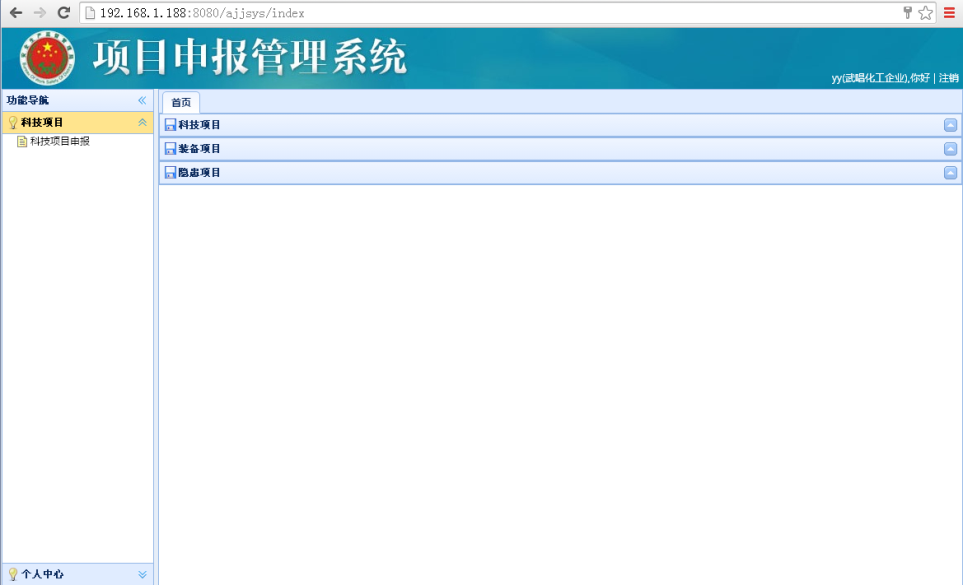 192.168.1.188:8080/ajjsys/index
项目申报管理系统
yy(武唱化工企业),你好 | 注销
功能导航
首页
科技项目
科技项目申报
科技项目
装备项目
隐患项目
个人中心